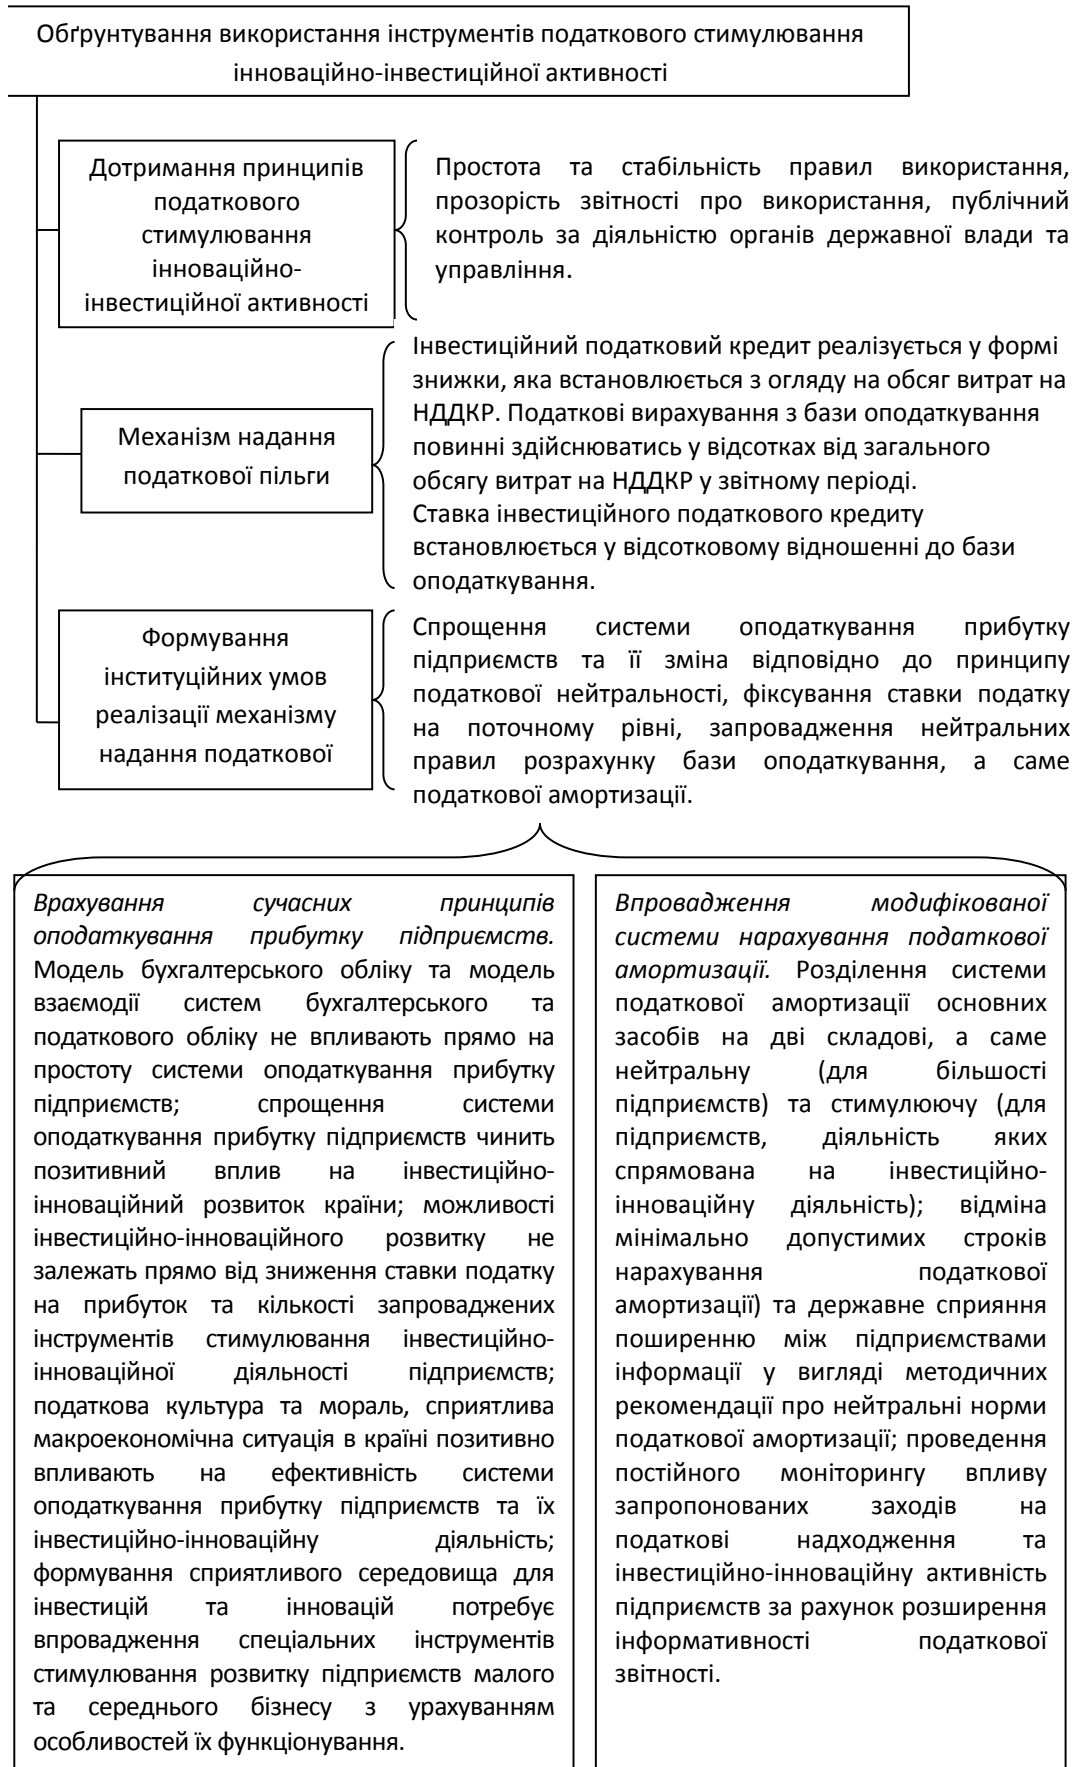 Обґрунтування використання інструментів податкового стимулювання
інноваційно-інвестиційної активності
Дотримання принципів
податкового
стимулювання
інноваційно-
інвестиційної активності
Простота та стабільність правил використання,
прозорість звітності про використання, публічний
контроль за діяльністю органів державної влади та
управління.
Механізм надання
податкової пільги
Інвестиційний податковий кредит реалізується у формі
знижки, яка встановлюється з огляду на обсяг витрат на
НДДКР. Податкові вирахування з бази оподаткування
повинні здійснюватись у відсотках від загального
обсягу витрат на НДДКР у звітному періоді.
Ставка інвестиційного податкового кредиту
встановлюється у відсотковому відношенні до бази
оподаткування.
Формування
інституційних умов
реалізації механізму
надання податкової
Спрощення системи оподаткування прибутку
підприємств та її зміна відповідно до принципу
податкової нейтральності, фіксування ставки податку
на поточному рівні, запровадження нейтральних
правил розрахунку бази оподаткування, а саме
податкової амортизації.
Врахування сучасних принципів
оподаткування прибутку підприємств.
Модель бухгалтерського обліку та модель
взаємодії систем бухгалтерського та
податкового обліку не впливають прямо на
простоту системи оподаткування прибутку
підприємств; спрощення системи
оподаткування прибутку підприємств чинить
позитивний вплив на інвестиційно-
інноваційний розвиток країни; можливості
інвестиційно-інноваційного розвитку не
залежать прямо від зниження ставки податку
на прибуток та кількості запроваджених
інструментів стимулювання інвестиційно-
інноваційної діяльності підприємств;
податкова культура та мораль, сприятлива
макроекономічна ситуація в країні позитивно
впливають на ефективність системи
оподаткування прибутку підприємств та їх
інвестиційно-інноваційну діяльність;
формування сприятливого середовища для
інвестицій та інновацій потребує
впровадження спеціальних інструментів
стимулювання розвитку підприємств малого
та середнього бізнесу з урахуванням
особливостей їх функціонування.
Впровадження модифікованої
системи нарахування податкової
амортизації. Розділення системи
податкової амортизації основних
засобів на дві складові, а саме
нейтральну (для більшості
підприємств) та стимулюючу (для
підприємств, діяльність яких
спрямована на інвестиційно-
інноваційну діяльність); відміна
мінімально допустимих строків
нарахування податкової
амортизації) та державне сприяння
поширенню між підприємствами
інформації у вигляді методичних
рекомендації про нейтральні норми
податкової амортизації; проведення
постійного моніторингу впливу
запропонованих заходів на
податкові надходження та
інвестиційно-інноваційну активність
підприємств за рахунок розширення
інформативності податкової
звітності.